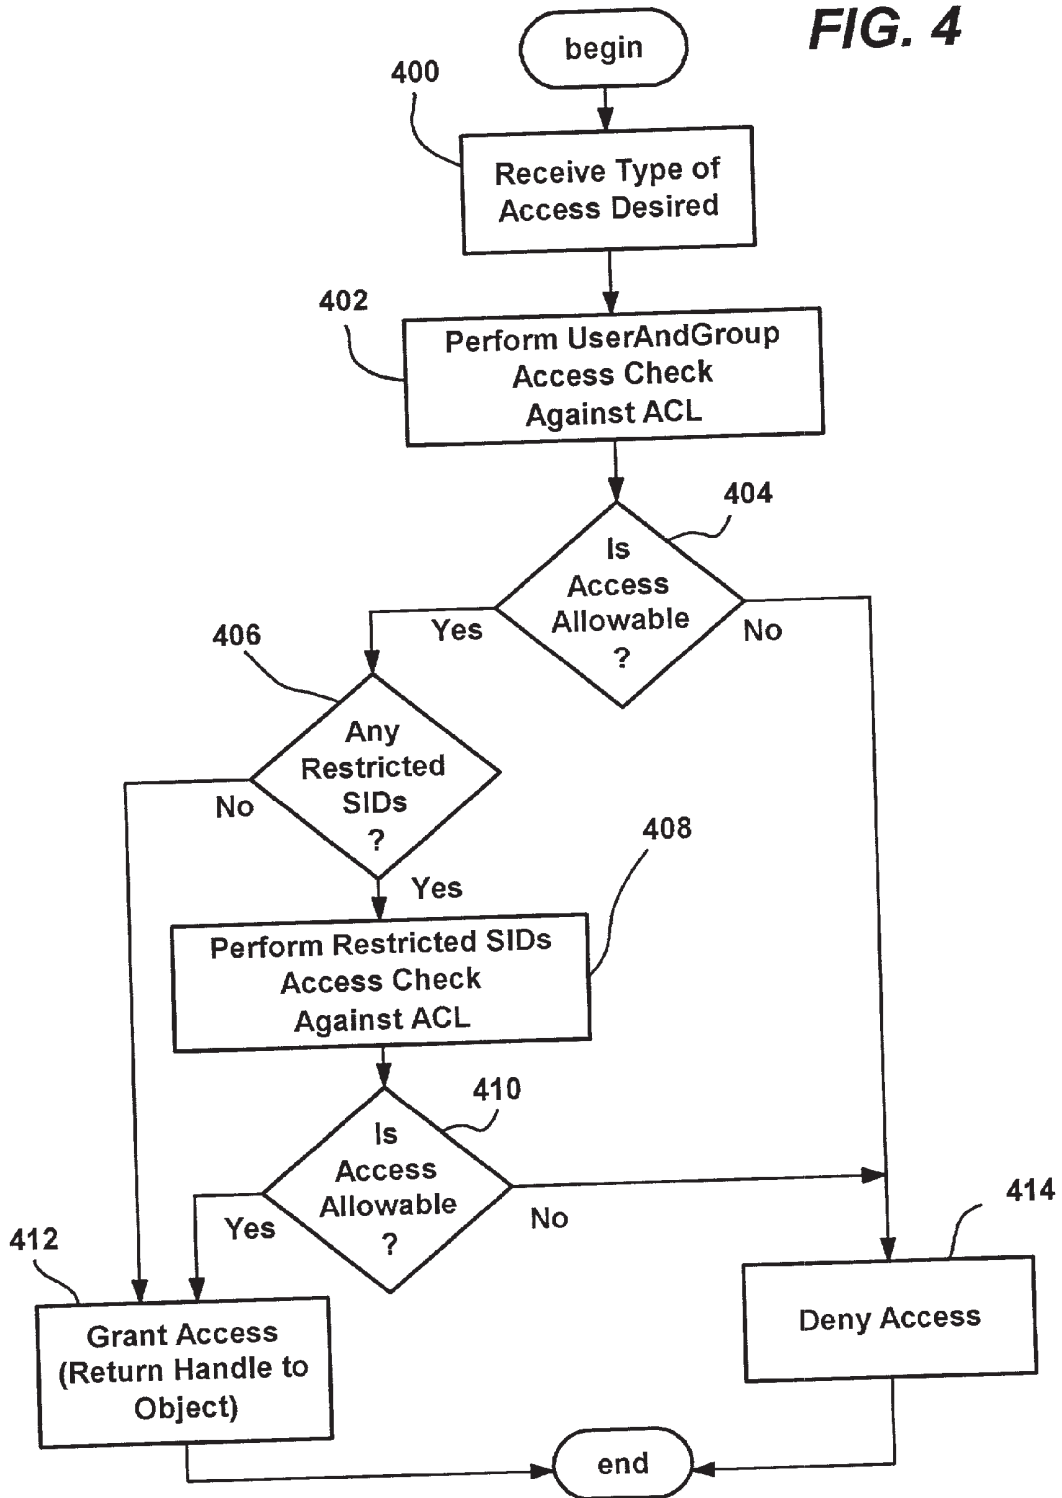 FIG. 4
begin
400
Receive Type of
Access Desired
402
Perform UserAndGroup
Access Check
Against ACL
404
Is
Access
Allowable
?
Yes
No
406
Any
Restricted
SIDs
?
No
Yes
408
Perform Restricted SIDs
Access Check
Against ACL
410
Is
Access
Allowable
?
Yes
No
412
Grant Access
(Return Handle to
Object)
414
Deny Access
end